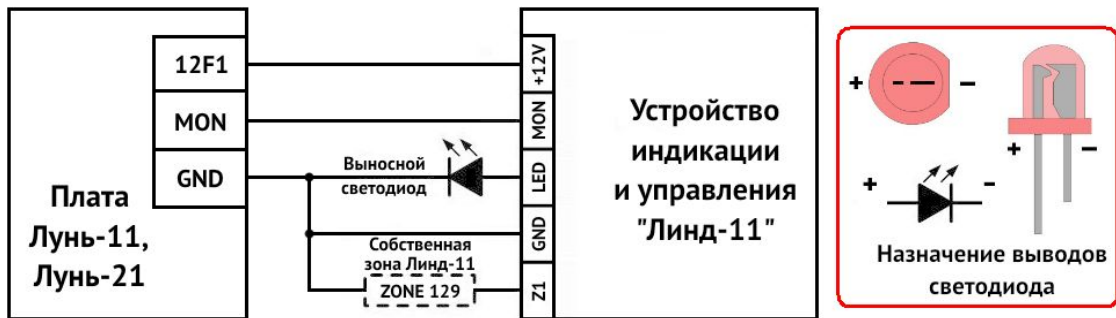 Плата
Лунь-11,
Лунь-21
12F1
MON
GND
Выносной
светодиод
Собственная
зона Линд-11
ZONE 129
+12V
MON
LED
GND
Z1
Устройство
индикации
и управления
"Линд-11"
+ - — -
+ -
+ -
Назначение выводов
светодиода